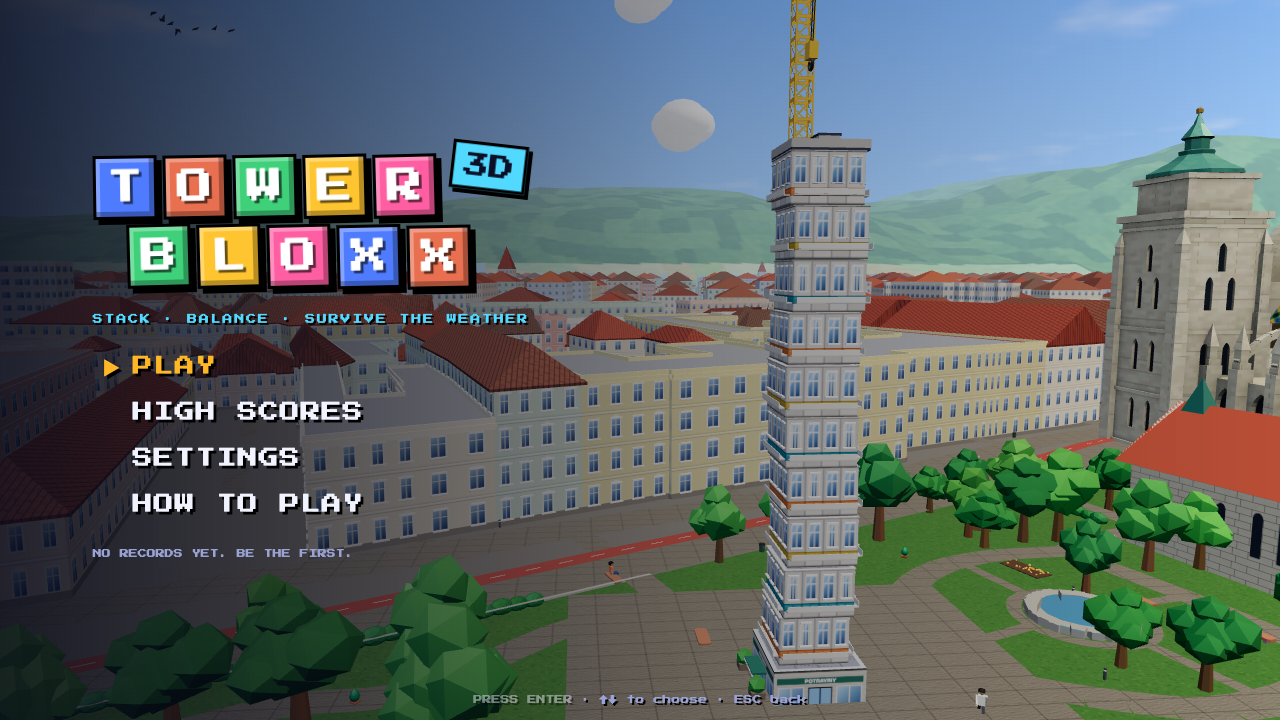 TOWER 3D
BLOXX
STACK · BALANCE · SURVIVE THE WEATHER
PLAY
HIGH SCORES
SETTINGS
HOW TO PLAY
NO RECORDS YET. BE THE FIRST.
POTRAVINY
PRESS ENTER · ↑↓ to choose · ESC back